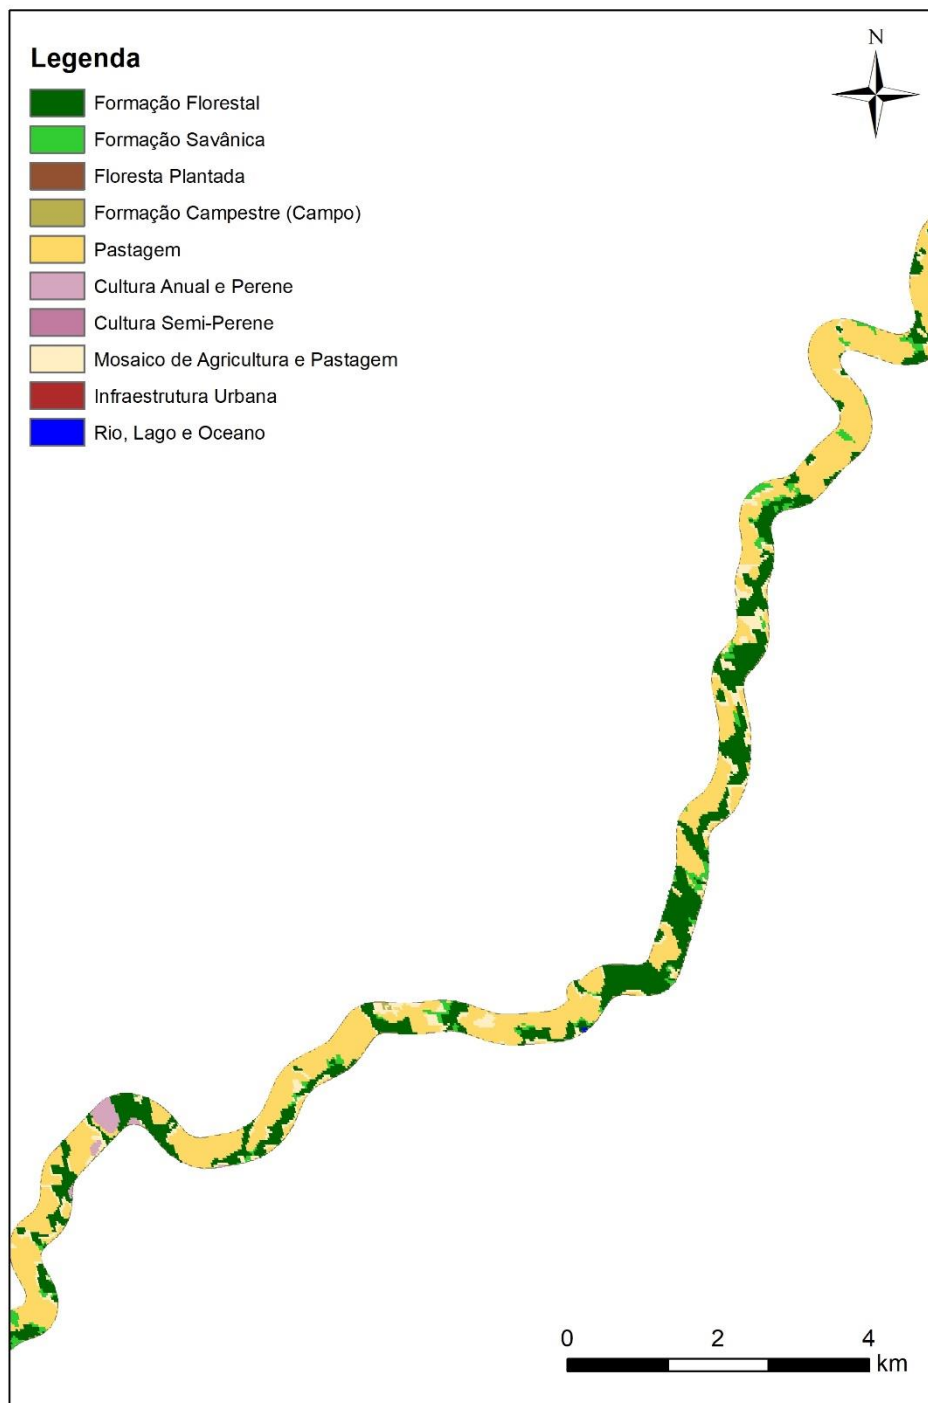 Legenda
N
Formação Florestal
Formação Savânica
Floresta Plantada
Formação Campestre (Campo)
Pastagem
Cultura Anual e Perene
Cultura Semi-Perene
Mosaico de Agricultura e Pastagem
Infraestrutura Urbana
Rio, Lago e Oceano
0 2 4
km